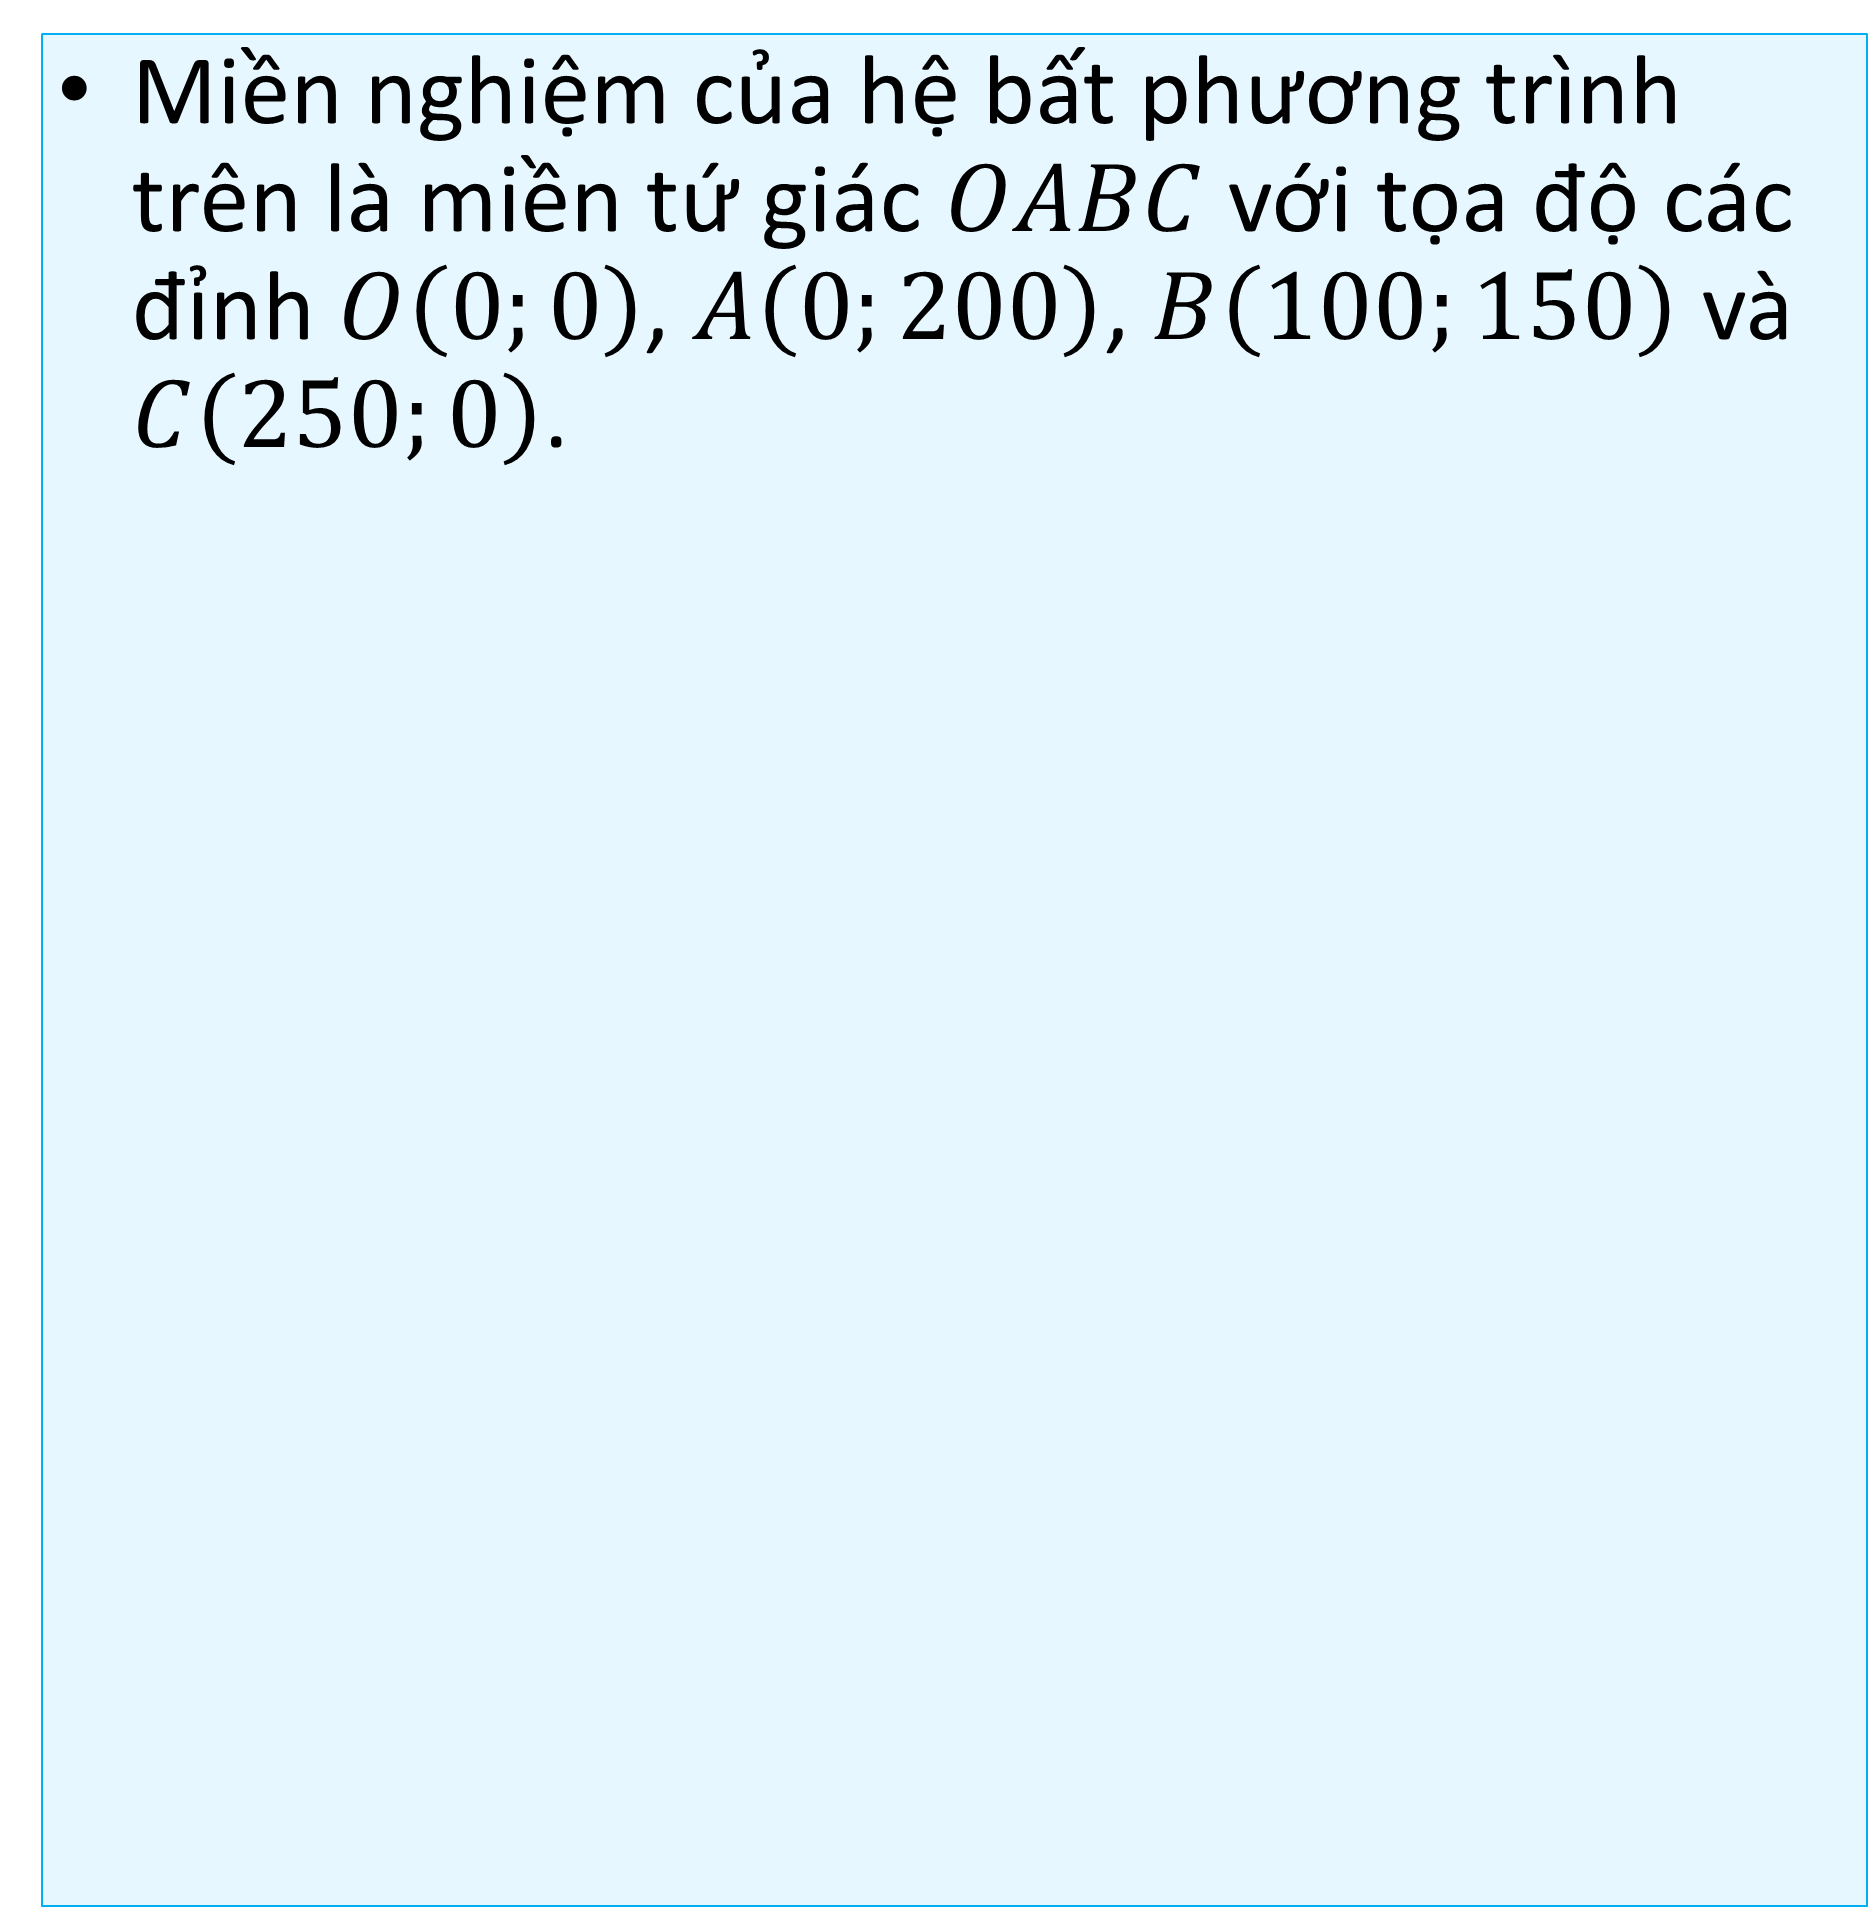 • Miền nghiệm của hệ bất phương trình
trên là miền tứ giác OABC với tọa độ các
đỉnh O(0; 0), A(0; 200), B(100; 150) và
C(250; 0).